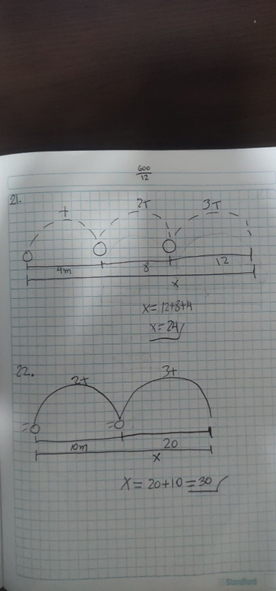 600
12
21.
t 2t 3t
4m 8 12
x
x=12+8+4
x=24
22.
2t 3t
10m 20
x
X=20+10=30
Standford